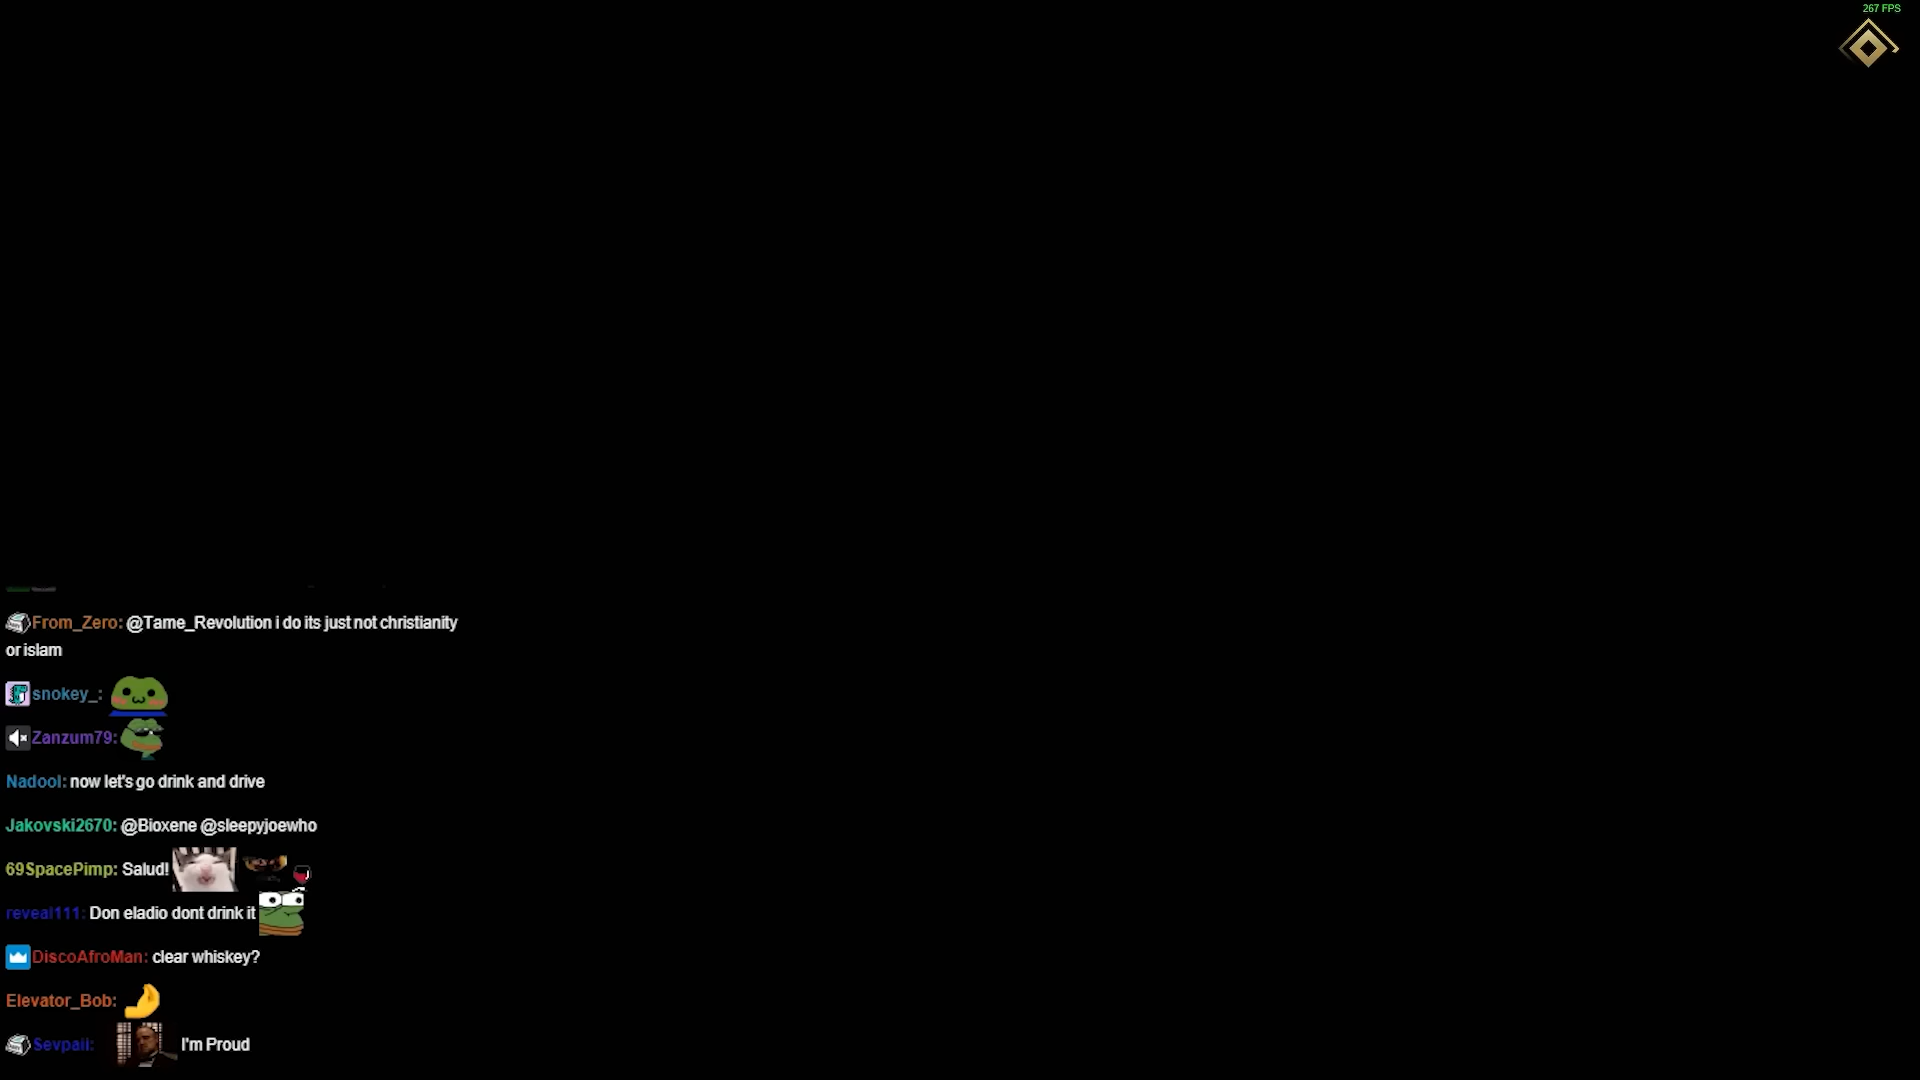 267 FPS
From_Zero: @Tame_Revolution i do its just not christianity
or islam
snokey_:
Zanzum79:
Nadool: now let's go drink and drive
Jakovski2670: @Bioxene @sleepyjoewho
69SpacePimp: Salud!
reveal111: Don eladio dont drink it
DiscoAfroMan: clear whiskey?
Elevator_Bob:
Sevpaii: I'm Proud